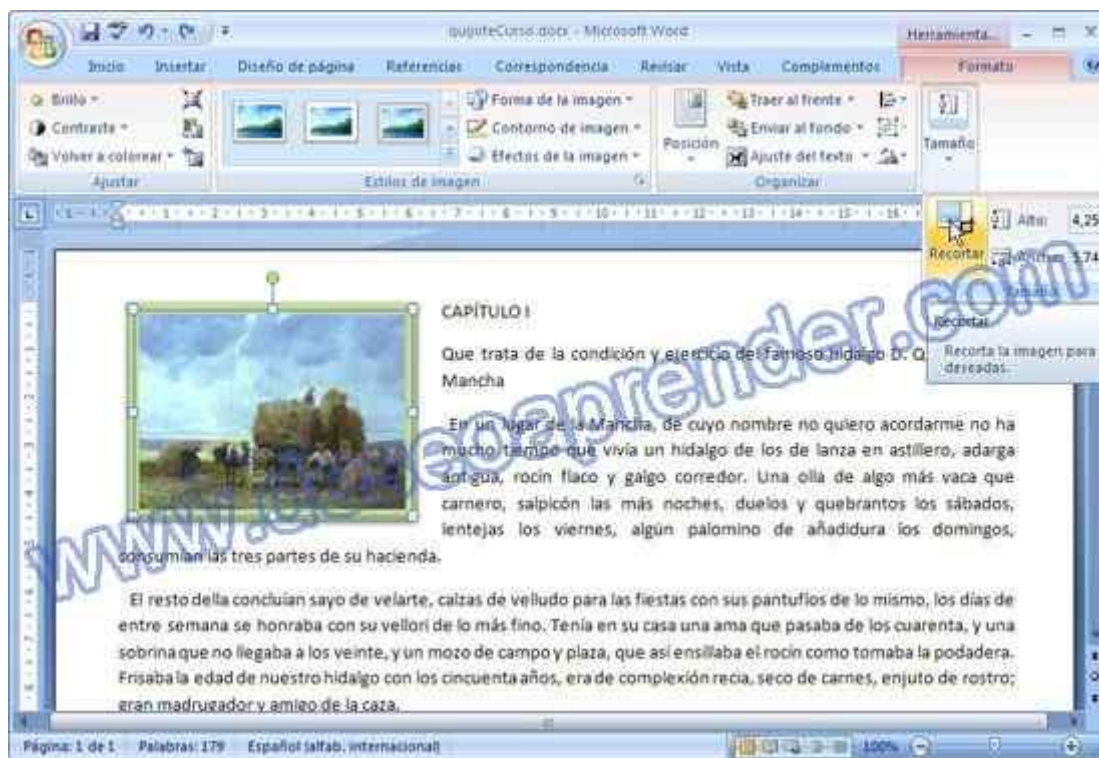 quijoteCurso.docx - Microsoft Word
Herramienta...
Inicio Insertar Diseño de página Referencias Correspondencia Revisar Vista Complementos Formato
Brillo
Contraste
Volver a colorear
Ajustar
Forma de la imagen
Contorno de imagen
Efectos de la imagen
Estilos de imagen
Posición
Traer al frente
Enviar al fondo
Ajuste del texto
Organizar
Tamaño
Recortar
Alto: 4,25
Ancho: 5,74
Tamaño
Recortar
Recorta la imagen para
deseadas.
CAPÍTULO I
Que trata de la condición y ejercicio del famoso hidalgo D. Q
Mancha
En un lugar de la Mancha, de cuyo nombre no quiero acordarme no ha
mucho tiempo que vivía un hidalgo de los de lanza en astillero, adarga
antigua, rocín flaco y galgo corredor. Una olla de algo más vaca que
carnero, salpicón las más noches, duelos y quebrantos los sábados,
lentejas los viernes, algún palomino de añadidura los domingos,
consumían las tres partes de su hacienda.
El resto della concluían sayo de velarte, calzas de velludo para las fiestas con sus pantuflos de lo mismo, los días de
entre semana se honraba con su vellori de lo más fino. Tenía en su casa una ama que pasaba de los cuarenta, y una
sobrina que no llegaba a los veinte, y un mozo de campo y plaza, que así ensillaba el rocín como tomaba la podadera.
Frisaba la edad de nuestro hidalgo con los cincuenta años, era de complexión recia, seco de carnes, enjuto de rostro;
gran madrugador y amigo de la caza.
Página: 1 de 1 Palabras: 179 Español (alfab. internacional) 100%